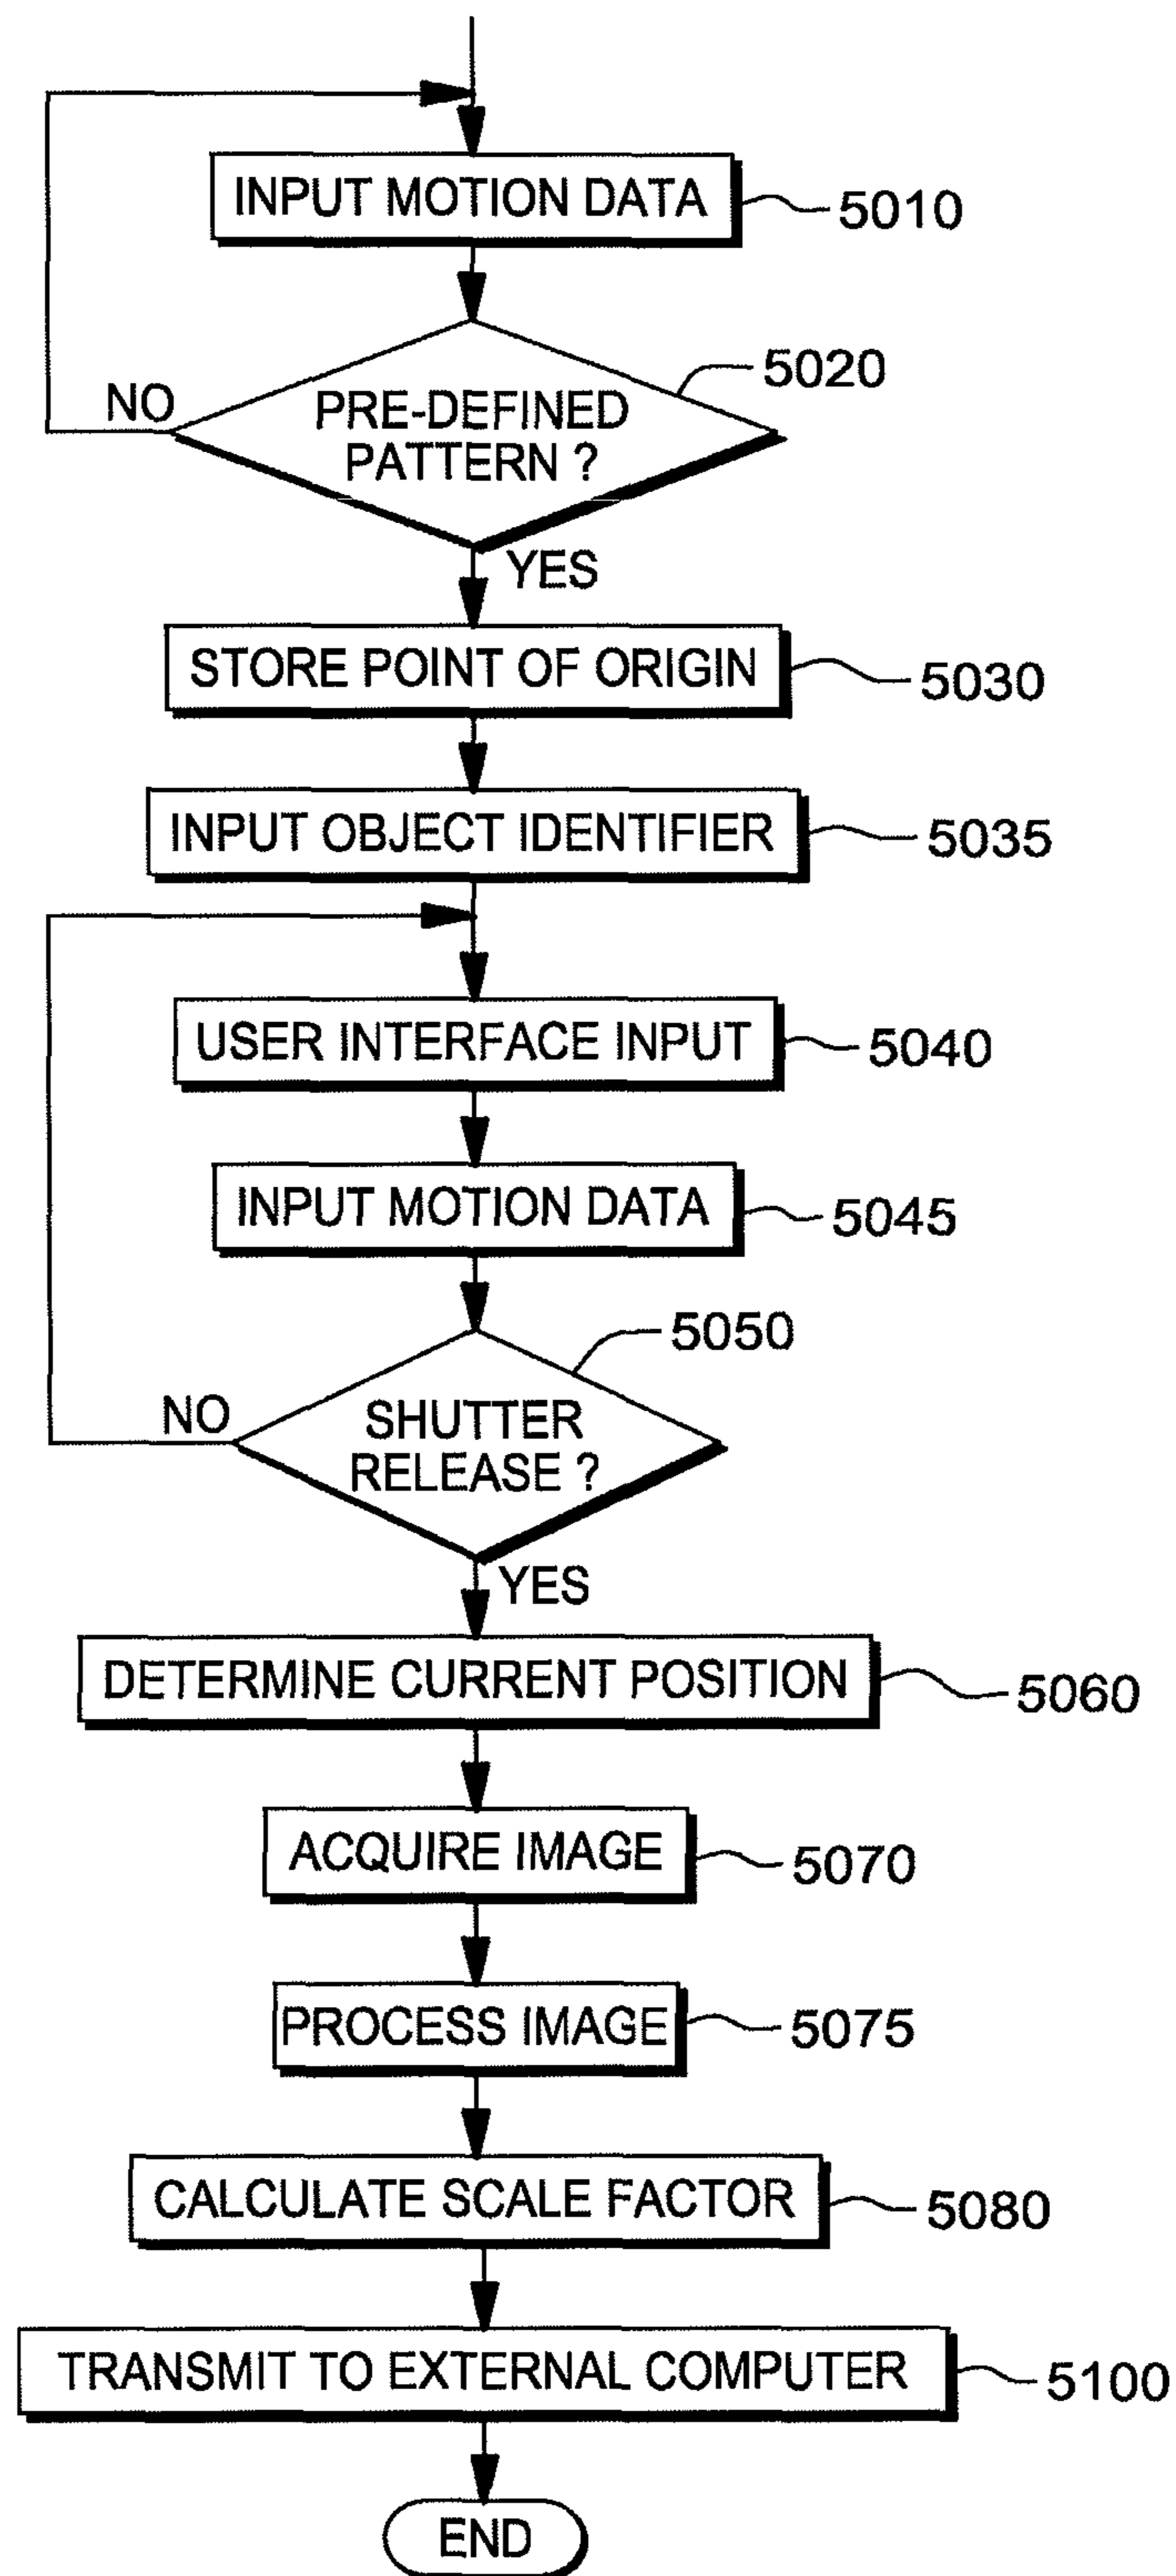 INPUT MOTION DATA
5010
PRE-DEFINED
PATTERN ?
5020
NO
YES
STORE POINT OF ORIGIN
5030
INPUT OBJECT IDENTIFIER
5035
USER INTERFACE INPUT
5040
INPUT MOTION DATA
5045
SHUTTER
RELEASE ?
5050
NO
YES
DETERMINE CURRENT POSITION
5060
ACQUIRE IMAGE
5070
PROCESS IMAGE
5075
CALCULATE SCALE FACTOR
5080
TRANSMIT TO EXTERNAL COMPUTER
5100
END